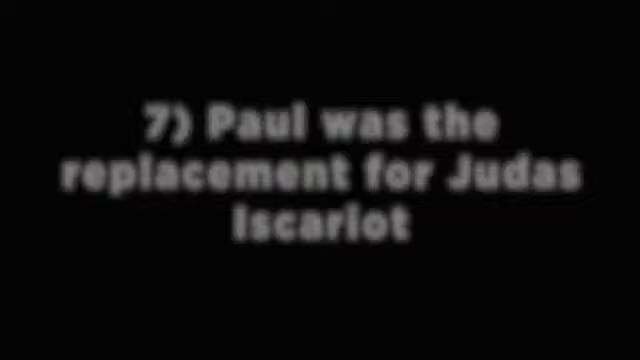 7) Paul was the
replacement for Judas
Iscariot